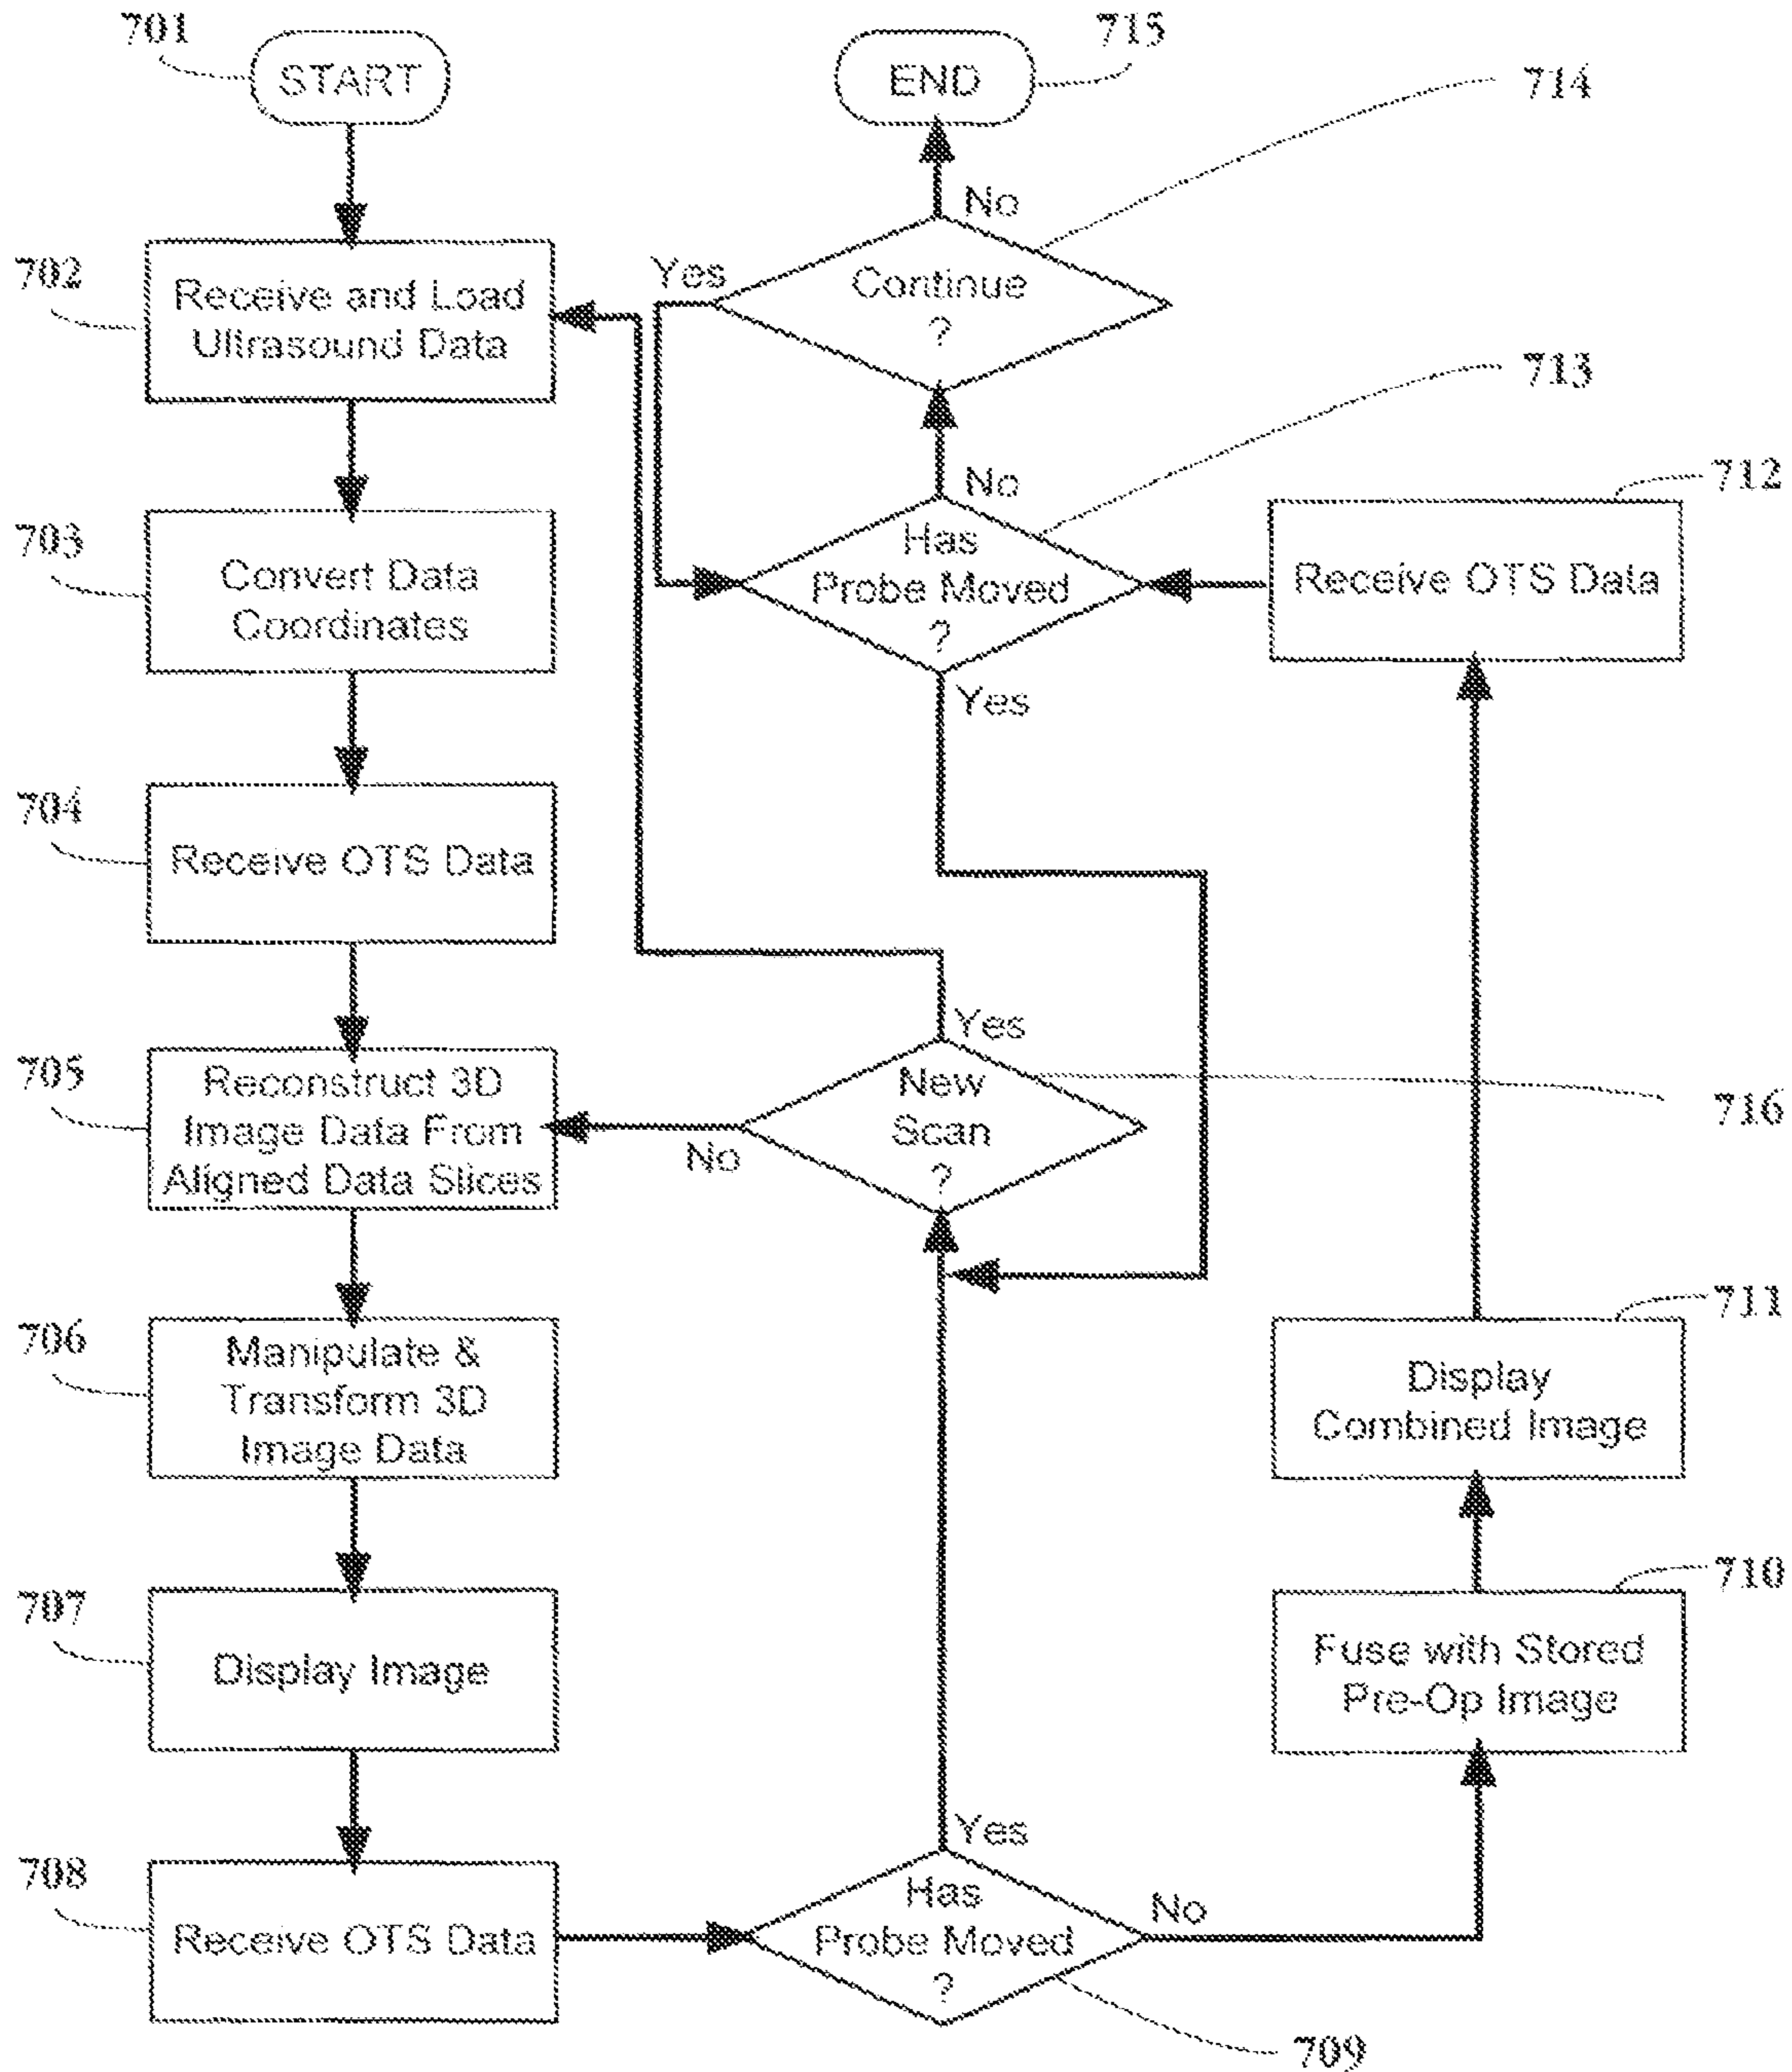 701
START
702
Receive and Load
Ultrasound Data
703
Convert Data
Coordinates
704
Receive OTS Data
705
Reconstruct 3D
Image Data From
Aligned Data Slices
706
Manipulate &
Transform 3D
Image Data
707
Display Image
708
Receive OTS Data
Has
Probe Moved
?
709
Yes
No
New
Scan
?
716
Yes
No
Fuse with Stored
Pre-Op Image
710
Display
Combined Image
711
Receive OTS Data
712
Has
Probe Moved
?
713
No
Yes
Continue
?
714
Yes
No
END
715